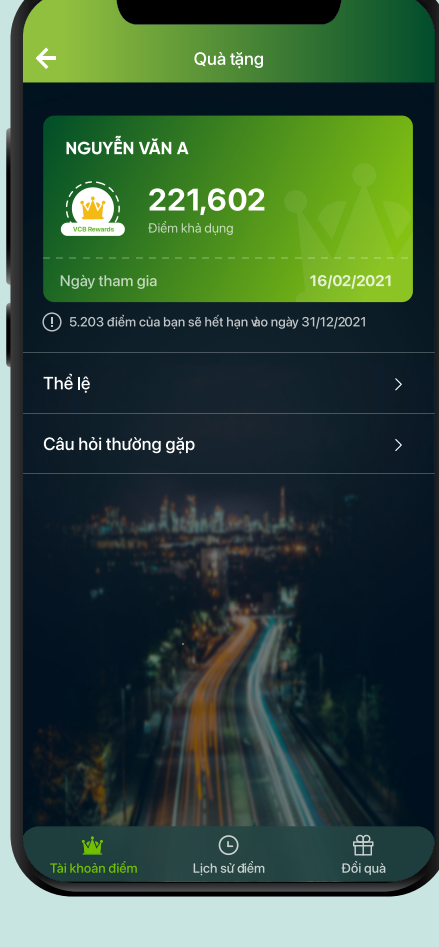 Quà tặng
NGUYỄN VĂN A
221,602
VCB Rewards
Điểm khả dụng
Ngày tham gia
16/02/2021
5.203 điểm của bạn sẽ hết hạn vào ngày 31/12/2021
Thể lệ
Câu hỏi thường gặp
Tài khoản điểm
Lịch sử điểm
Đổi quà